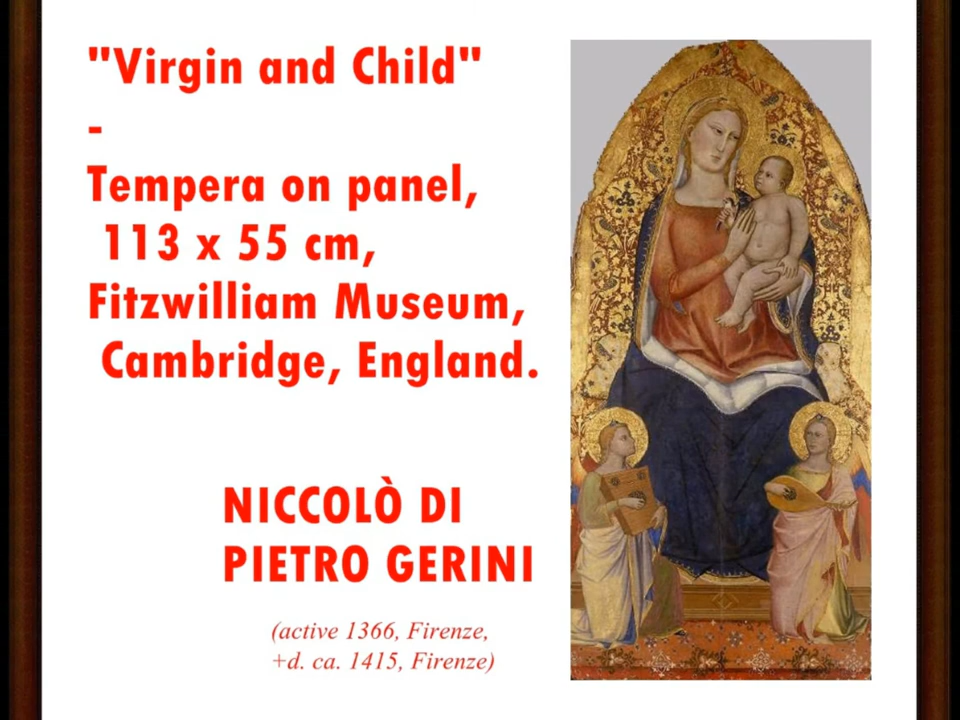 "Virgin and Child"
-
Tempera on panel,
113 x 55 cm,
Fitzwilliam Museum,
Cambridge, England.
NICCOLÒ DI
PIETRO GERINI
(active 1366, Firenze,
+d. ca. 1415, Firenze)